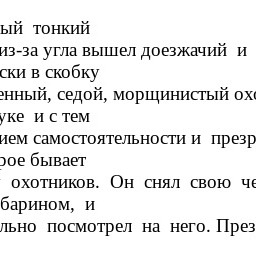 ый тонкий
из-за угла вышел доезжачий и
ски в скобку
енный, седой, морщинистый охо
уке и с тем
ием самостоятельности и презр
рое бывает
охотников. Он снял свою че
барином, и
льно посмотрел на него. През